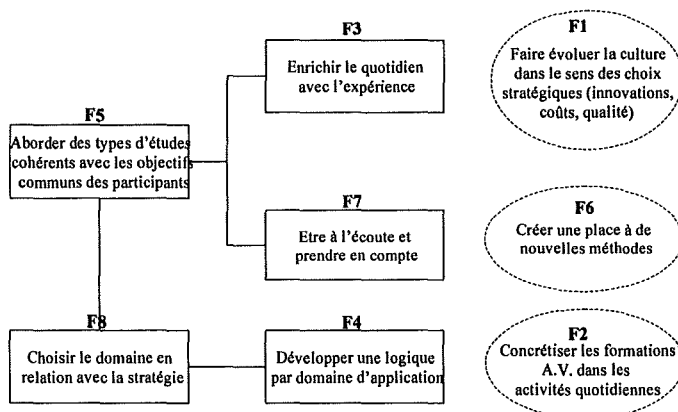 F3
Enrichir le quotidien
avec l'expérience
F1
Faire évoluer la culture
dans le sens des choix
stratégiques (innovations,
coûts, qualité)
F5
Aborder des types d'études
cohérents avec les objectifs
communs des participants
F7
Etre à l'écoute et
prendre en compte
F6
Créer une place à de
nouvelles méthodes
F8
Choisir le domaine en
relation avec la stratégie
F4
Développer une logique
par domaine d'application
F2
Concrétiser les formations
A.V. dans les
activités quotidiennes